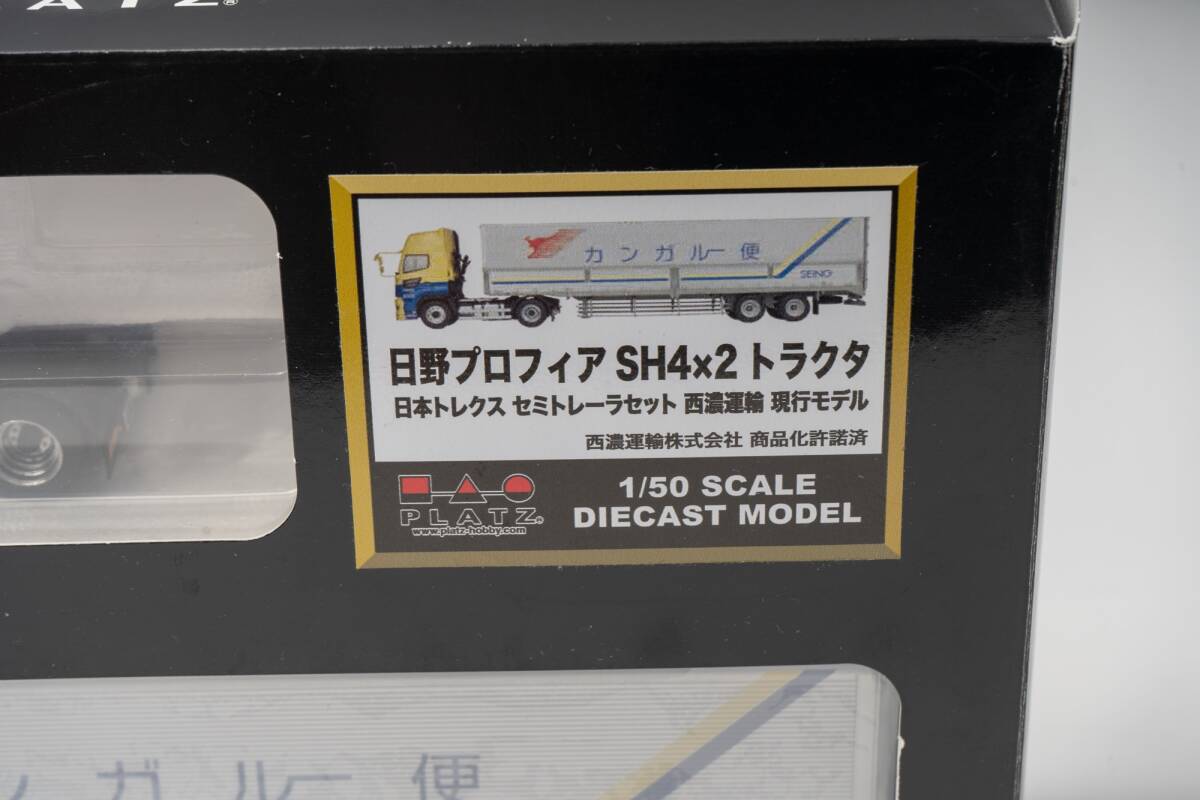 ATZ®
カンガルー便
SEINO
日野プロフィア SH4×2 トラクタ
日本トレクス セミトレーラセット 西濃運輸 現行モデル
西濃運輸株式会社 商品化許諾済
PLATZ®
www.platz-hobby.com
1/50 SCALE
DIECAST MODEL
ンガルー便